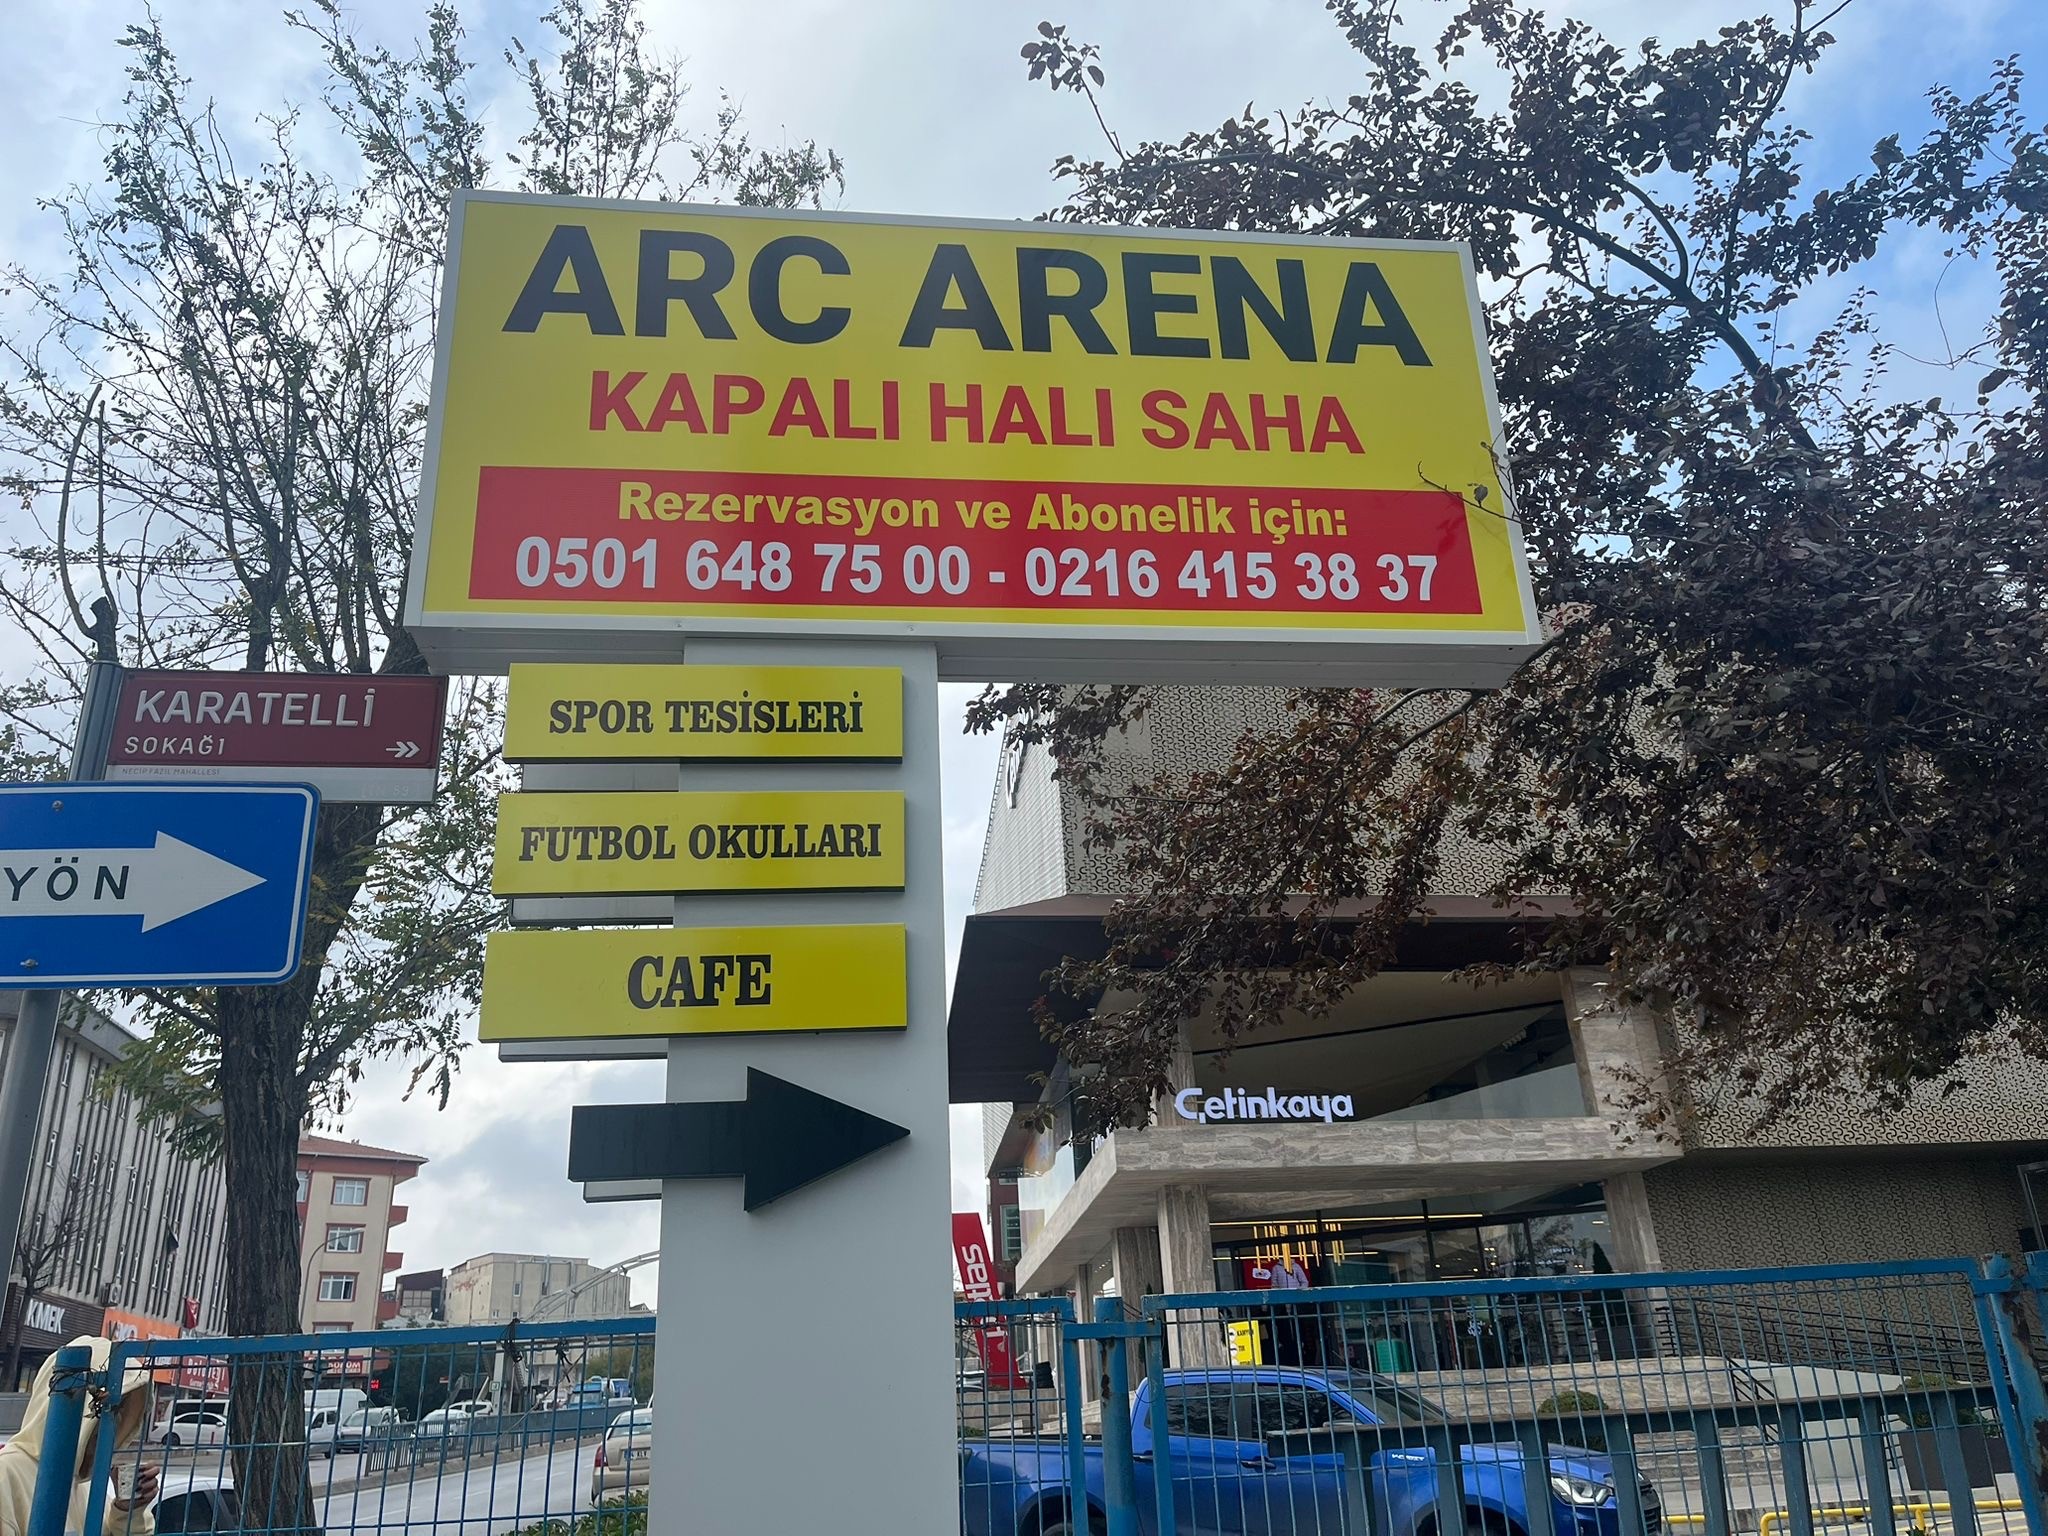 ARC ARENA
KAPALI HALI SAHA
Rezervasyon ve Abonelik için:
0501 648 75 00 - 0216 415 38 37
SPOR TESİSLERİ
FUTBOL OKULLARI
CAFE
KARATELLİ
SOKAĞI
NECİP FAZIL MAHALLESİ
YÖN
Çetinkaya
KMEK